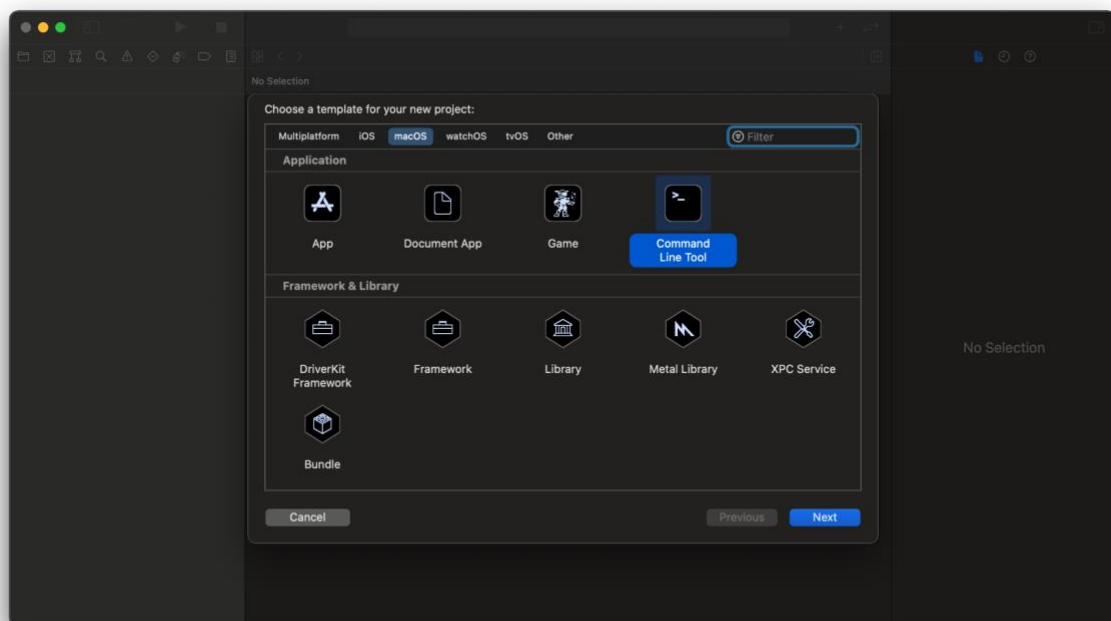 No Selection
Choose a template for your new project:
Multiplatform iOS macOS watchOS tvOS Other Filter
Application
App Document App Game Command
Line Tool
Framework & Library
DriverKit Framework Library Metal Library XPC Service
Framework
Bundle
No Selection
Cancel Previous Next